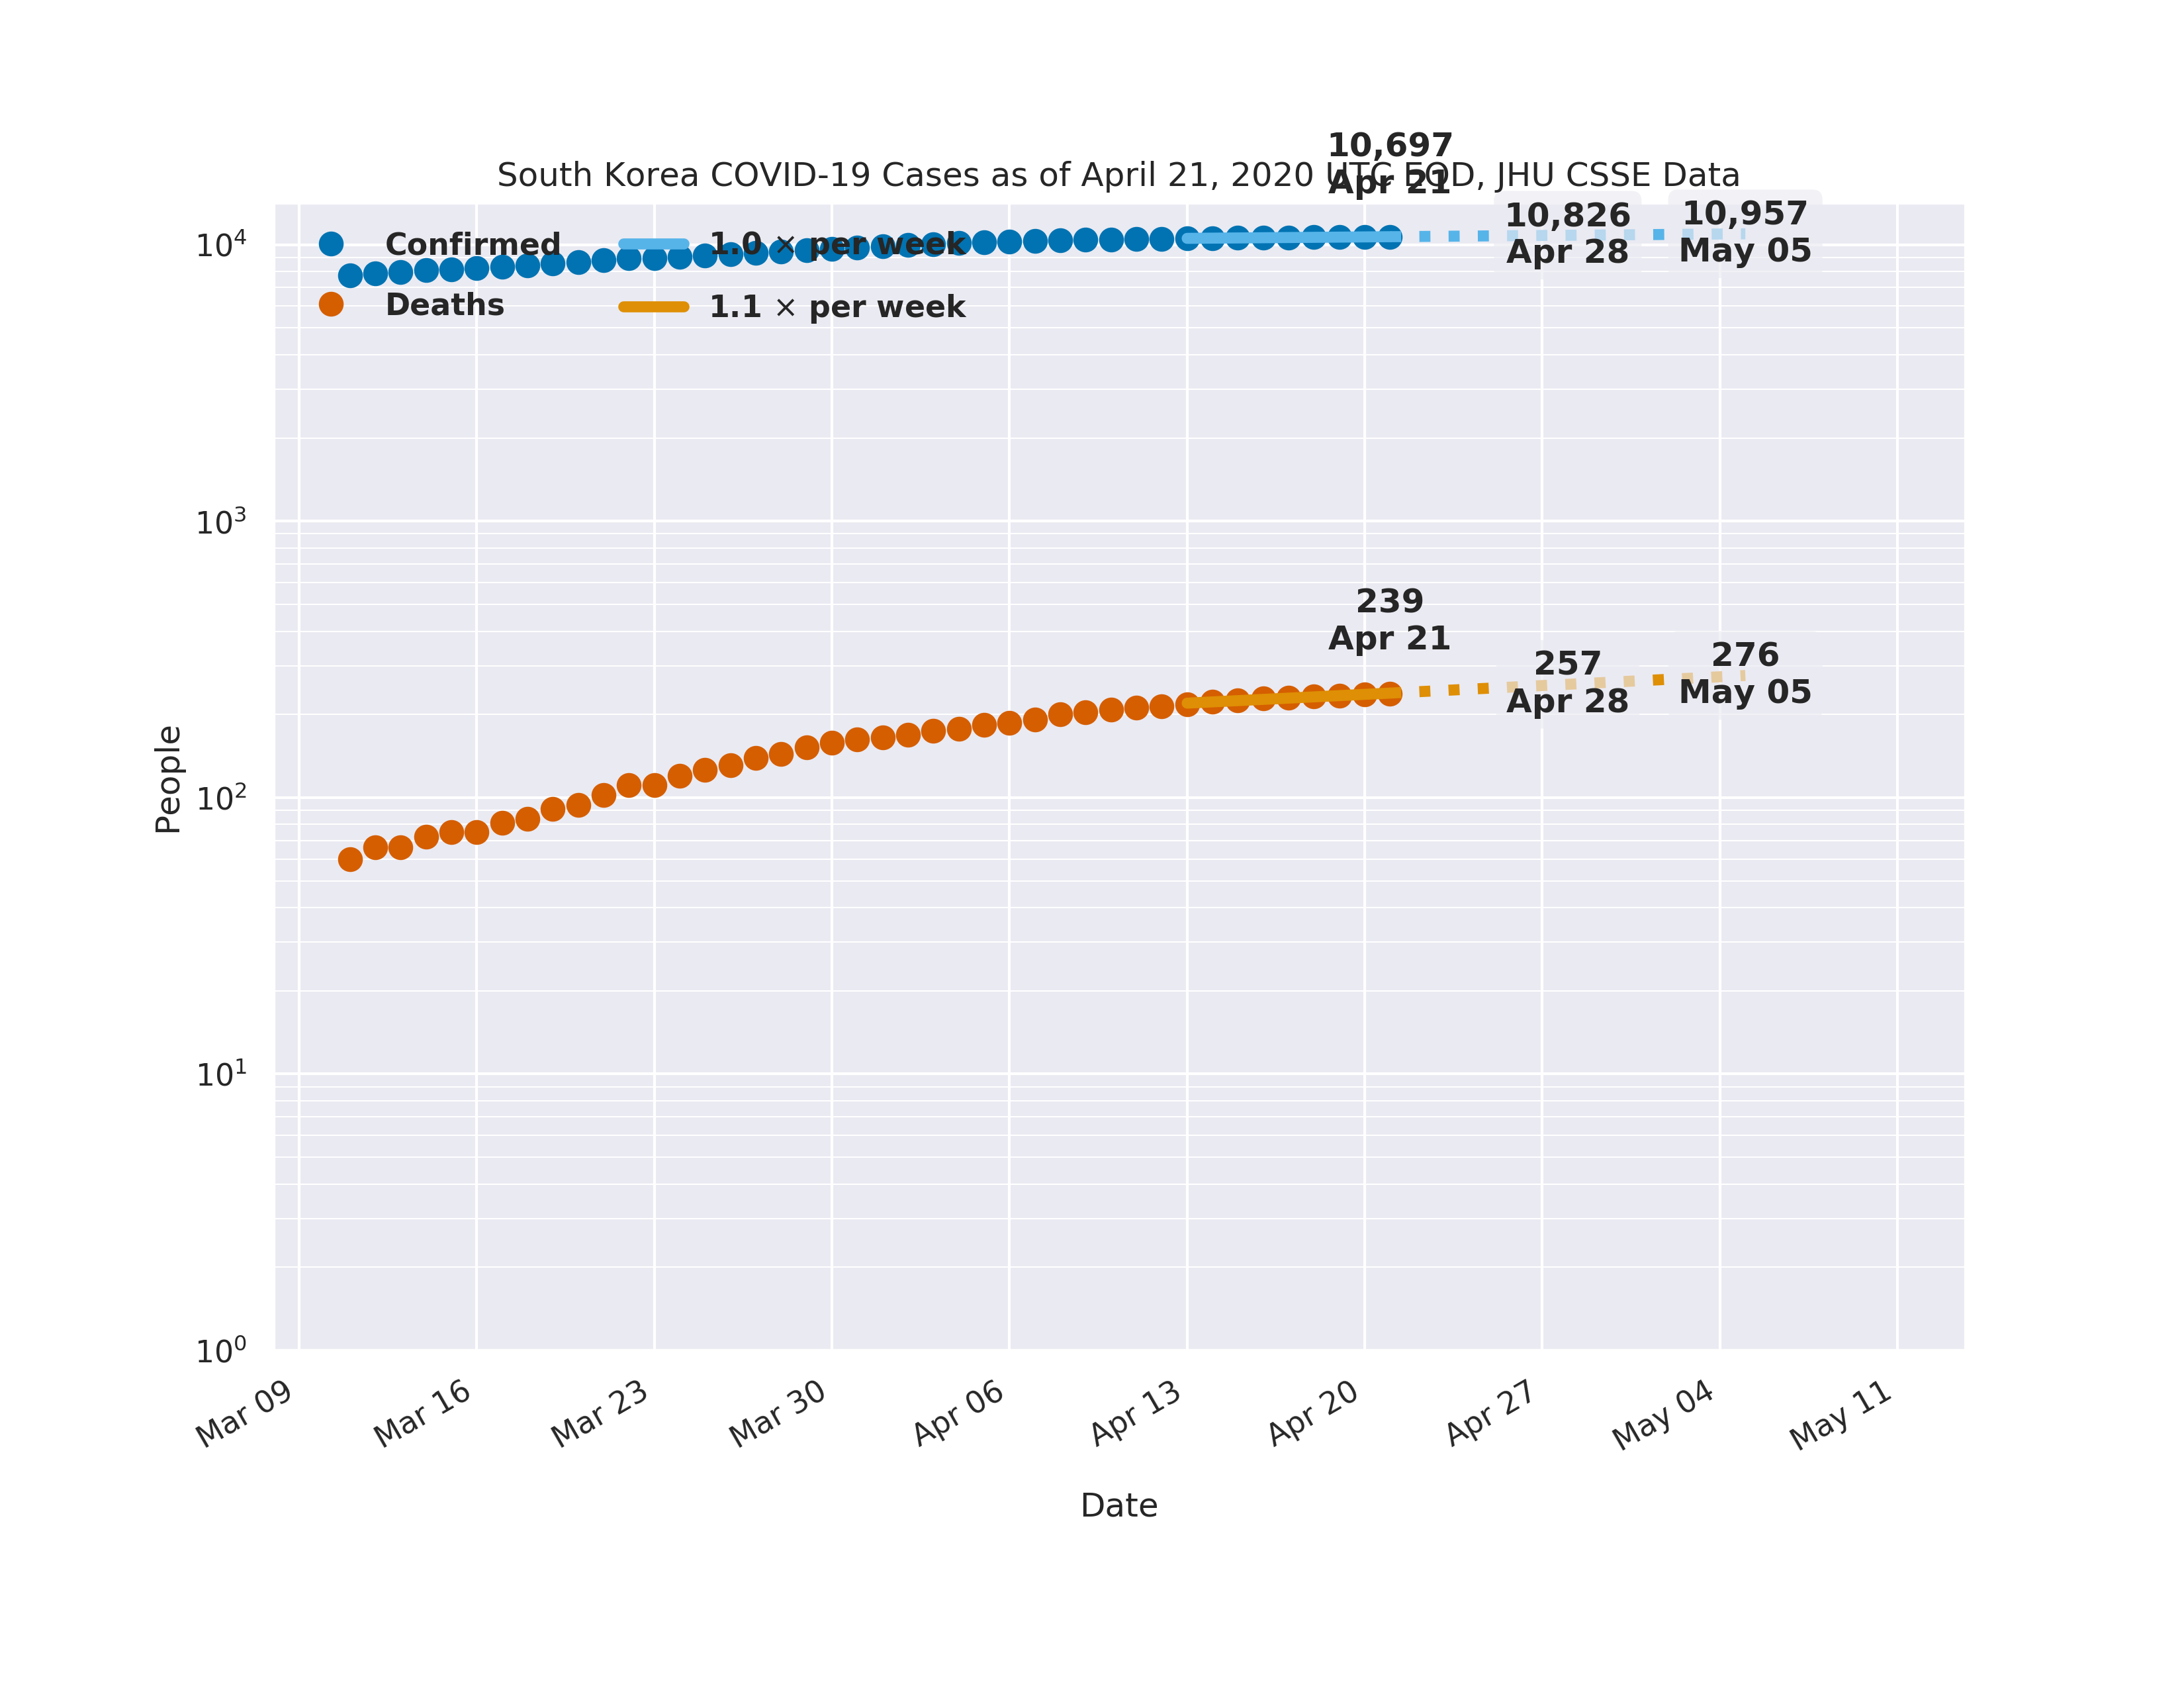 10,697
Apr 21
South Korea COVID-19 Cases as of April 21, 2020 UTC EOD, JHU CSSE Data
10,826
Apr 28
10,957
May 05
Confirmed
1.0 × per week
Deaths
1.1 × per week
239
Apr 21
257
Apr 28
276
May 05
People
10⁴
10³
10²
10¹
10⁰
Mar 09
Mar 16
Mar 23
Mar 30
Apr 06
Apr 13
Apr 20
Apr 27
May 04
May 11
Date